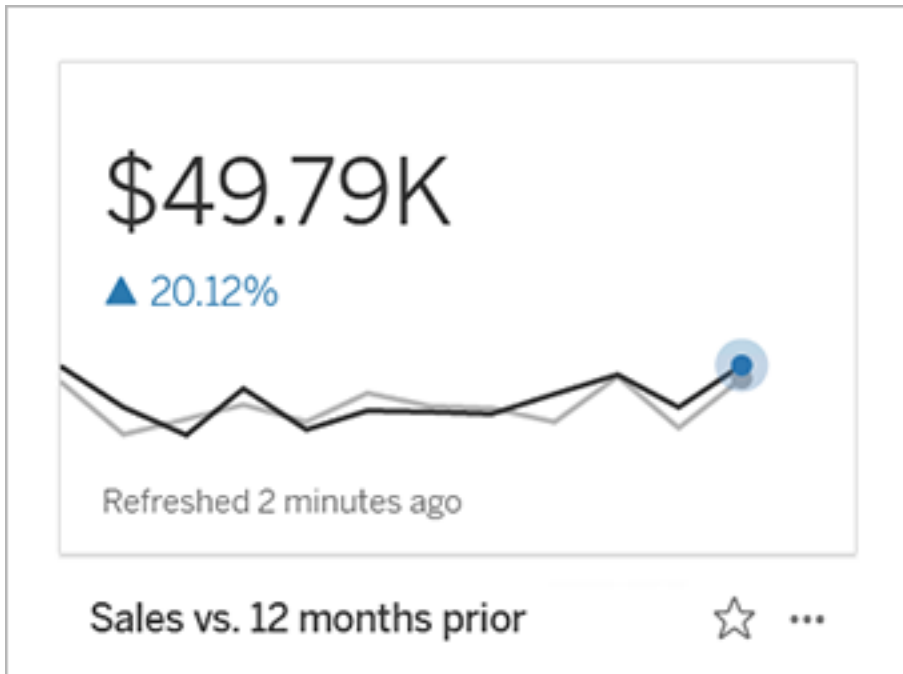 $49.79K
▲ 20.12%
Refreshed 2 minutes ago
Sales vs. 12 months prior